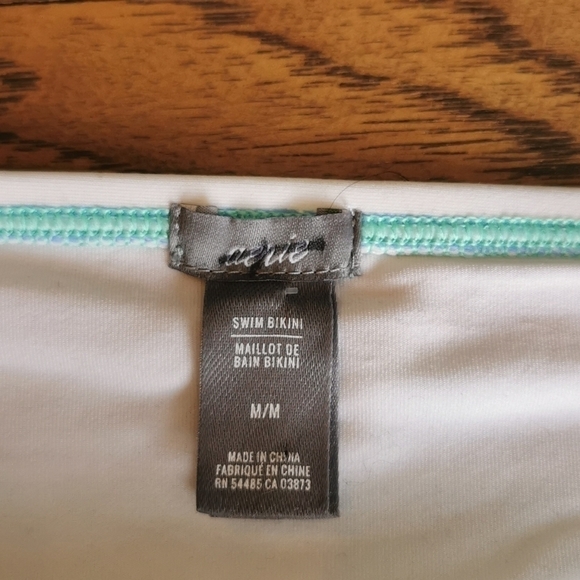 aerie
SWIM BIKINI
MAILLOT DE
BAIN BIKINI
M/M
MADE IN CHINA
FABRIQUÉ EN CHINE
RN 54485 CA 03873